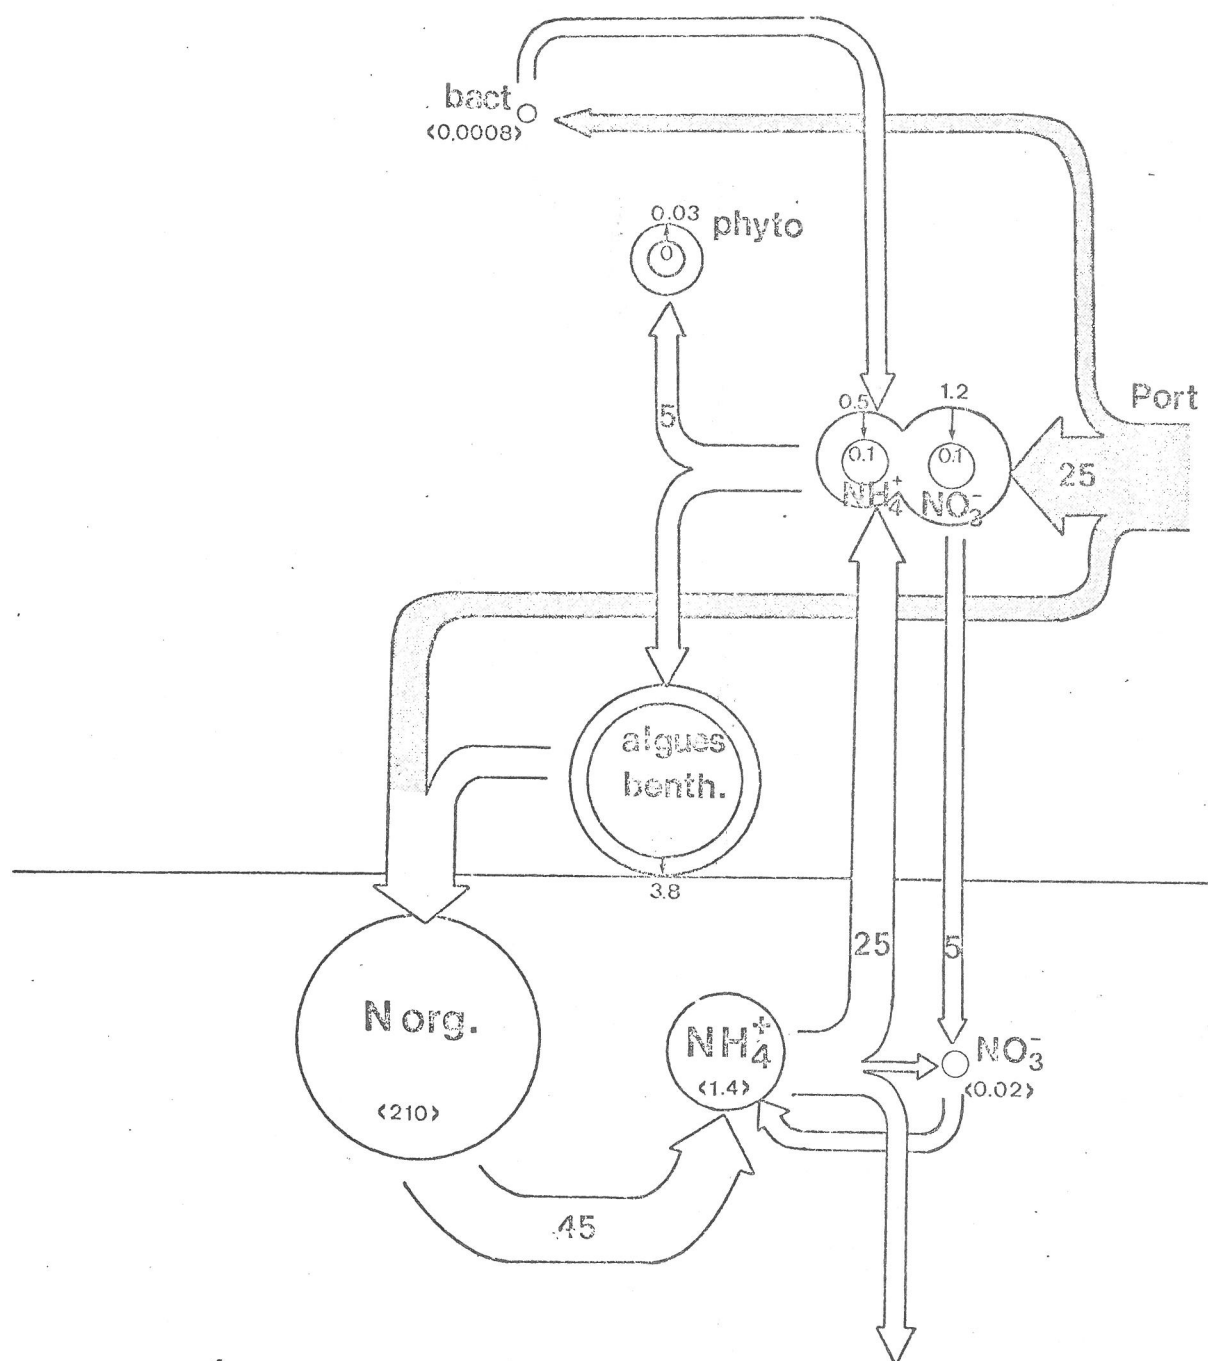 bact
<0.0008>
0.03
phyto
0
5
Port
0.5
1.2
0.1
0.1
25
NH₄⁺
NO₃⁻
algues
benth.
3.8
25
5
N org.
<210>
NH₄⁺
<1.4>
NO₃⁻
<0.02>
45